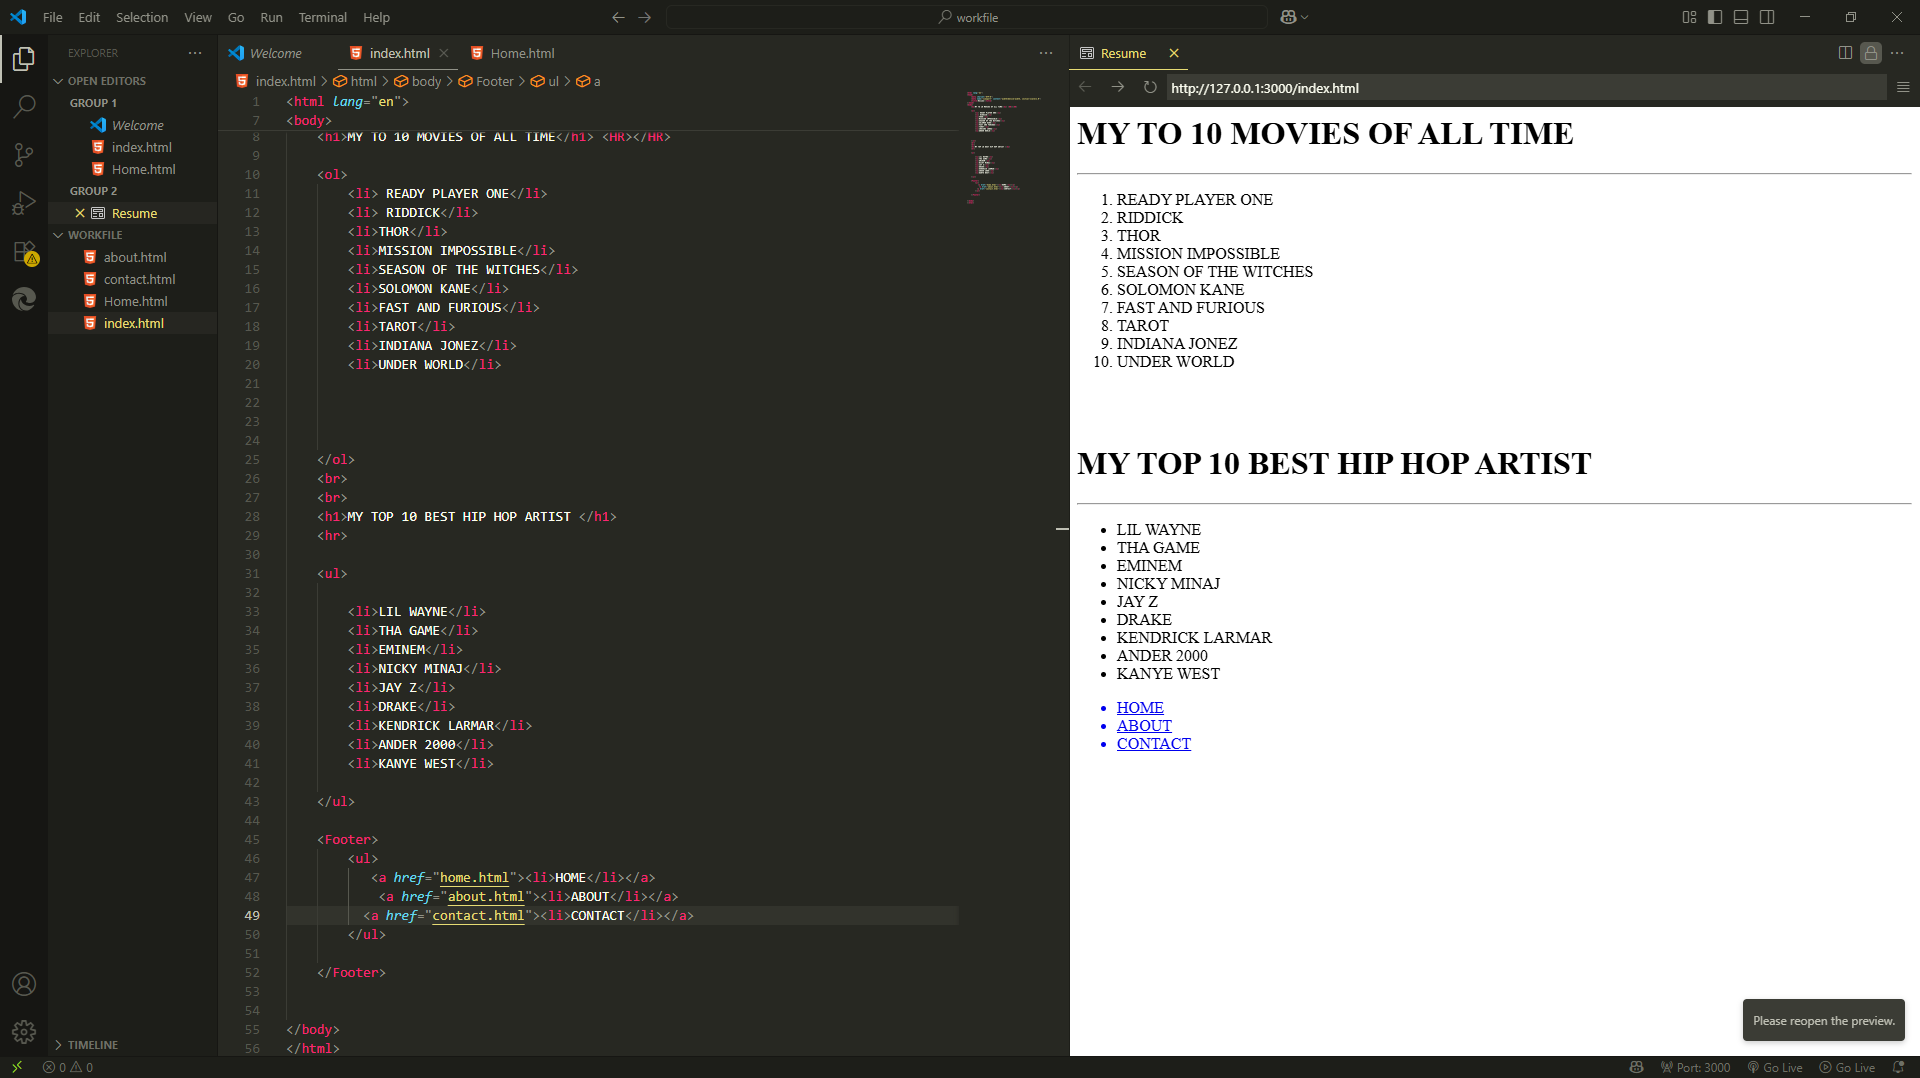 File Edit Selection View Go Run Terminal Help
workfile
EXPLORER
OPEN EDITORS
GROUP 1
Welcome
index.html
Home.html
GROUP 2
Resume
WORKFILE
about.html
contact.html
Home.html
index.html
TIMELINE
Welcome index.html Home.html
index.html > html > body > Footer > ul > a
1 <html lang="en">
7 <body>
8 <h1>MY TO 10 MOVIES OF ALL TIME</h1> <HR></HR>
9
10 <ol>
11 <li> READY PLAYER ONE</li>
12 <li> RIDDICK</li>
13 <li>THOR</li>
14 <li>MISSION IMPOSSIBLE</li>
15 <li>SEASON OF THE WITCHES</li>
16 <li>SOLOMON KANE</li>
17 <li>FAST AND FURIOUS</li>
18 <li>TAROT</li>
19 <li>INDIANA JONEZ</li>
20 <li>UNDER WORLD</li>
21
22
23
24
25 </ol>
26 <br>
27 <br>
28 <h1>MY TOP 10 BEST HIP HOP ARTIST </h1>
29 <hr>
30
31 <ul>
32
33 <li>LIL WAYNE</li>
34 <li>THA GAME</li>
35 <li>EMINEM</li>
36 <li>NICKY MINAJ</li>
37 <li>JAY Z</li>
38 <li>DRAKE</li>
39 <li>KENDRICK LARMAR</li>
40 <li>ANDER 2000</li>
41 <li>KANYE WEST</li>
42
43 </ul>
44
45 <Footer>
46 <ul>
47 <a href="home.html"><li>HOME</li></a>
48 <a href="about.html"><li>ABOUT</li></a>
49 <a href="contact.html"><li>CONTACT</li></a>
50 </ul>
51
52 </Footer>
53
54
55 </body>
56 </html>
Resume
http://127.0.0.1:3000/index.html
MY TO 10 MOVIES OF ALL TIME
1. READY PLAYER ONE
2. RIDDICK
3. THOR
4. MISSION IMPOSSIBLE
5. SEASON OF THE WITCHES
6. SOLOMON KANE
7. FAST AND FURIOUS
8. TAROT
9. INDIANA JONEZ
10. UNDER WORLD
MY TOP 10 BEST HIP HOP ARTIST
• LIL WAYNE
• THA GAME
• EMINEM
• NICKY MINAJ
• JAY Z
• DRAKE
• KENDRICK LARMAR
• ANDER 2000
• KANYE WEST
• HOME
• ABOUT
• CONTACT
Please reopen the preview.
0 0
Port: 3000 Go Live Go Live